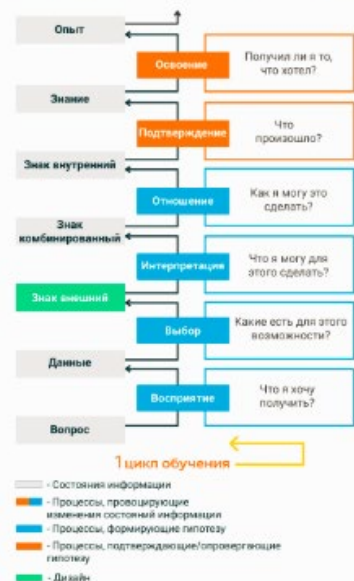 Опыт
Освоение
Получил ли я то,
что хотел?
Знание
Подтверждение
Что
произошло?
Знак внутренний
Отношение
Как я могу это
сделать?
Знак
комбинированный
Интерпретация
Что я могу для
этого сделать?
Знак внешний
Выбор
Какие есть для этого
возможности?
Данные
Восприятие
Что я хочу
получить?
Вопрос
1 цикл обучения
- Состояния информации
- Процессы, провоцирующие
изменения состояний информации
- Процессы, формирующие гипотезу
- Процессы, подтверждающие/опровергающие
гипотезу
- Дизайн